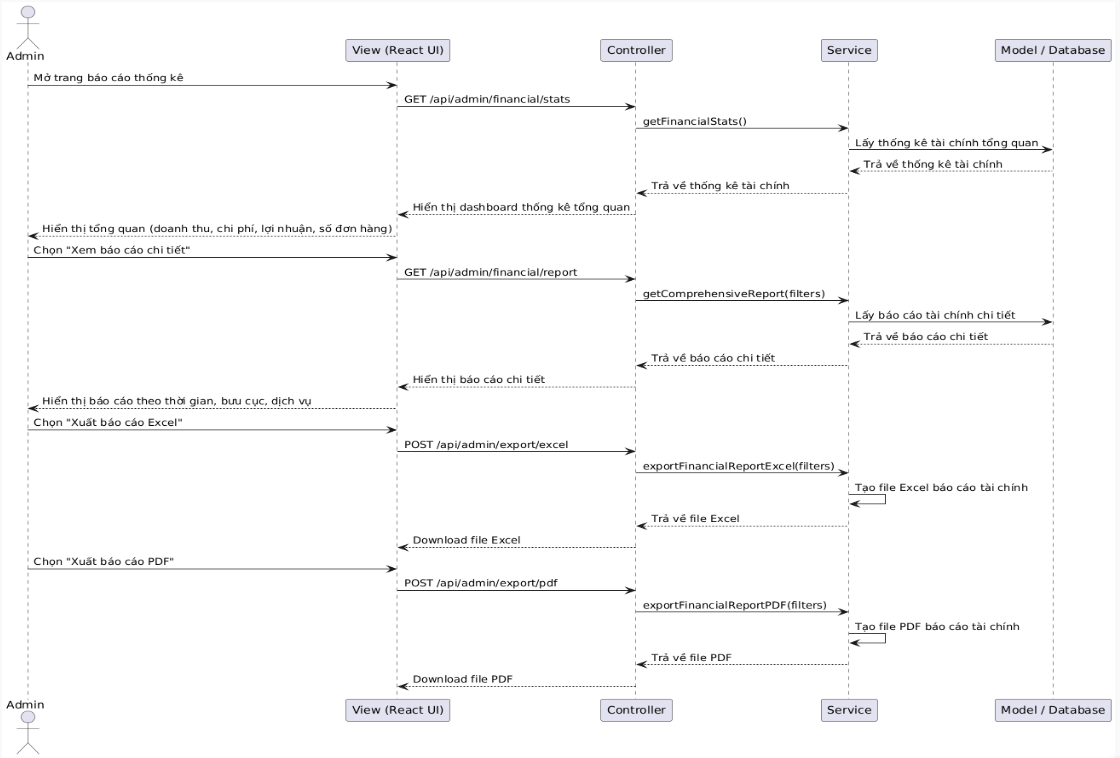 Admin
View (React UI)
Controller
Service
Model / Database
Mở trang báo cáo thống kê
GET /api/admin/financial/stats
getFinancialStats()
Lấy thống kê tài chính tổng quan
Trả về thống kê tài chính
Trả về thống kê tài chính
Hiển thị dashboard thống kê tổng quan
Hiển thị tổng quan (doanh thu, chi phí, lợi nhuận, số đơn hàng)
Chọn "Xem báo cáo chi tiết"
GET /api/admin/financial/report
getComprehensiveReport(filters)
Lấy báo cáo tài chính chi tiết
Trả về báo cáo chi tiết
Trả về báo cáo chi tiết
Hiển thị báo cáo chi tiết
Hiển thị báo cáo theo thời gian, bưu cục, dịch vụ
Chọn "Xuất báo cáo Excel"
POST /api/admin/export/excel
exportFinancialReportExcel(filters)
Tạo file Excel báo cáo tài chính
Trả về file Excel
Download file Excel
Chọn "Xuất báo cáo PDF"
POST /api/admin/export/pdf
exportFinancialReportPDF(filters)
Tạo file PDF báo cáo tài chính
Trả về file PDF
Download file PDF
Admin
View (React UI)
Controller
Service
Model / Database